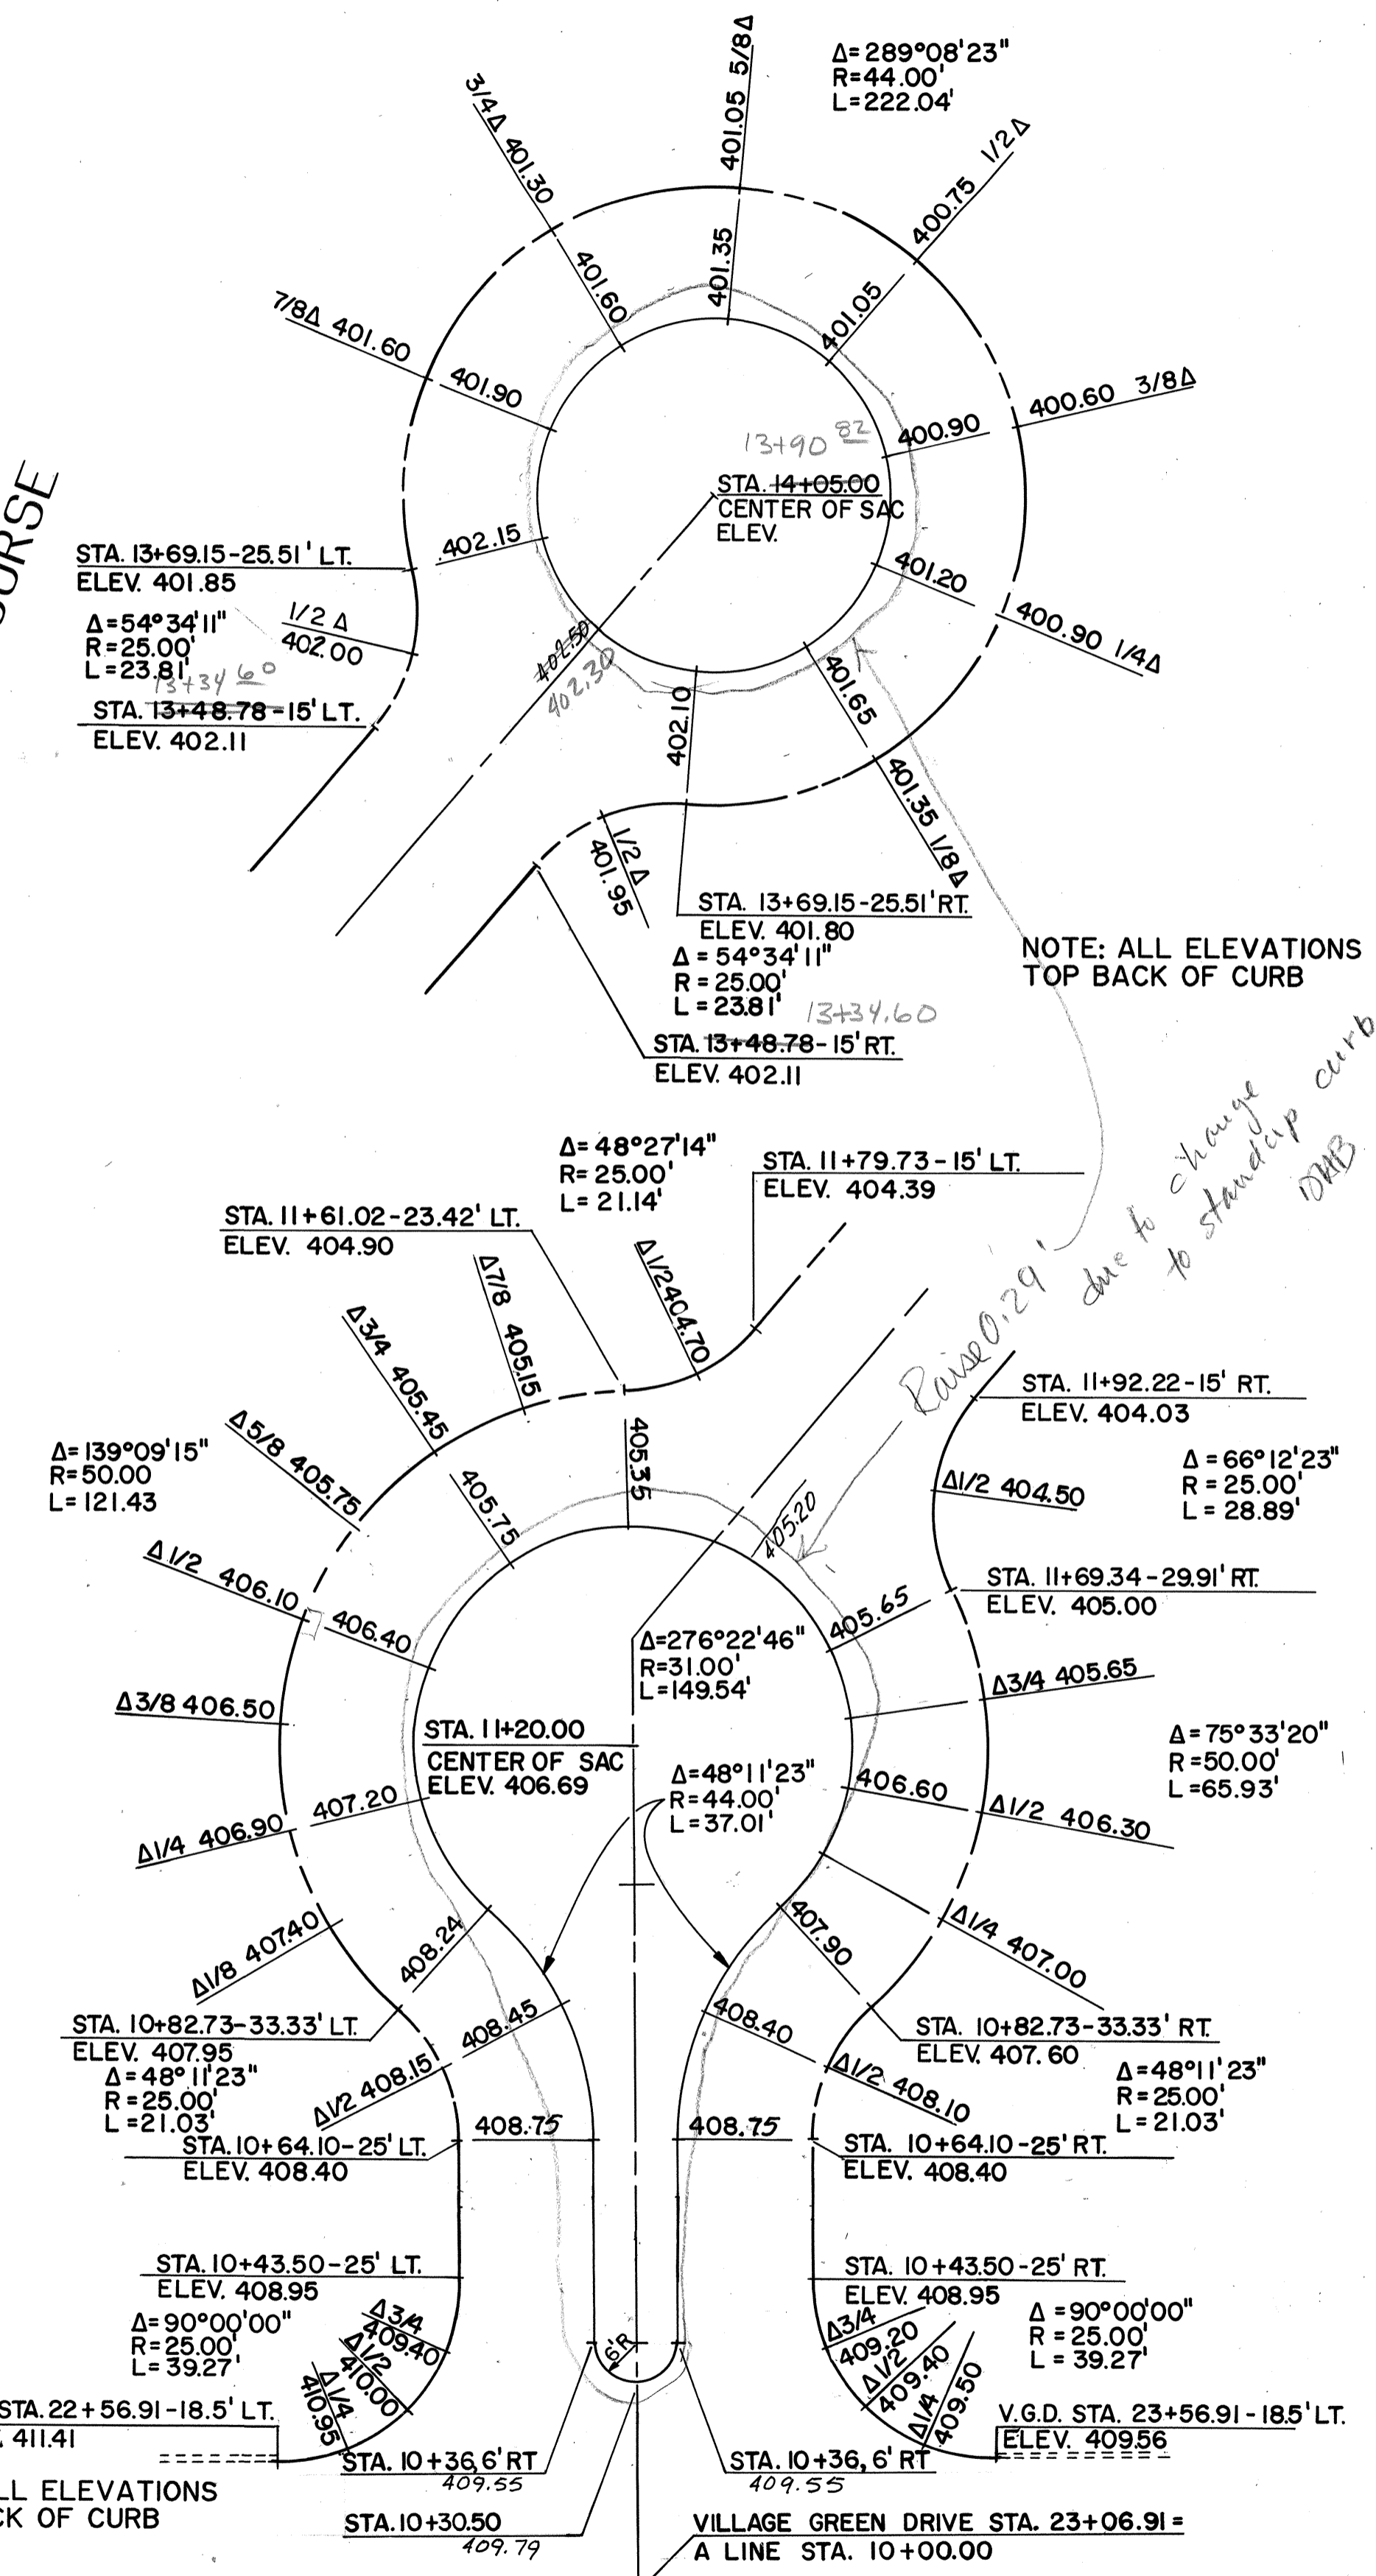 Δ=289°08'23"
R=44.00'
L=222.04'
3/4Δ 401.30
401.05 5/8Δ
400.75 1/2Δ
401.60
401.35
401.05
7/8Δ 401.60
401.90
400.60 3/8Δ
400.90
13+90 82
STA. 14+05.00
CENTER OF SAC
ELEV.
402.15
STA. 13+69.15-25.51' LT.
ELEV. 401.85
Δ=54°34'11"
R=25.00'
L=23.81'
1/2 Δ
402.00
13+34 60
STA. 13+48.78-15' LT.
ELEV. 402.11
402.50
402.30
402.10
401.65
401.20
400.90 1/4Δ
401.35 1/8Δ
1/2 Δ
401.95
STA. 13+69.15-25.51' RT.
ELEV. 401.80
Δ=54°34'11"
R=25.00'
L=23.81'
13+34.60
STA. 13+48.78-15' RT.
ELEV. 402.11
NOTE: ALL ELEVATIONS
TOP BACK OF CURB
Raise 0.29'
due to change
to standup curb
DMB
Δ=48°27'14"
R=25.00'
L=21.14'
STA. 11+79.73-15' LT.
ELEV. 404.39
STA. 11+61.02-23.42' LT.
ELEV. 404.90
Δ1/2 404.70
Δ7/8 405.15
Δ3/4 405.45
Δ5/8 405.75
Δ=139°09'15"
R=50.00
L=121.43
405.75
405.35
405.20
STA. 11+92.22-15' RT.
ELEV. 404.03
Δ=66°12'23"
R=25.00'
L=28.89'
Δ1/2 404.50
STA. 11+69.34-29.91' RT.
ELEV. 405.00
Δ1/2 406.10
406.40
405.65
Δ=276°22'46"
R=31.00'
L=149.54'
Δ3/4 405.65
Δ3/8 406.50
STA. 11+20.00
CENTER OF SAC
ELEV. 406.69
Δ=75°33'20"
R=50.00'
L=65.93'
Δ=48°11'23"
R=44.00'
L=37.01'
406.60
Δ1/2 406.30
Δ1/4 406.90
407.20
Δ1/8 407.40
408.24
407.90
Δ1/4 407.00
STA. 10+82.73-33.33' LT.
ELEV. 407.95
Δ=48°11'23"
R=25.00'
L=21.03'
408.45
408.40
STA. 10+82.73-33.33' RT.
ELEV. 407.60
Δ=48°11'23"
R=25.00'
L=21.03'
Δ1/2 408.15
Δ1/2 408.10
408.75
408.75
STA. 10+64.10-25' LT.
ELEV. 408.40
STA. 10+64.10-25' RT.
ELEV. 408.40
STA. 10+43.50-25' LT.
ELEV. 408.95
STA. 10+43.50-25' RT.
ELEV. 408.95
Δ=90°00'00"
R=25.00'
L=39.27'
Δ3/4
409.40
Δ1/2
410.00
Δ1/4
410.95
6'R
Δ3/4
409.20
Δ1/2
409.40
Δ1/4
409.50
Δ=90°00'00"
R=25.00'
L=39.27'
STA. 22+56.91-18.5' LT.
411.41
V.G.D. STA. 23+56.91-18.5' LT.
ELEV. 409.56
STA. 10+36, 6' RT
409.55
STA. 10+36, 6' RT
409.55
LL ELEVATIONS
CK OF CURB
STA. 10+30.50
409.79
VILLAGE GREEN DRIVE STA. 23+06.91=
A LINE STA. 10+00.00